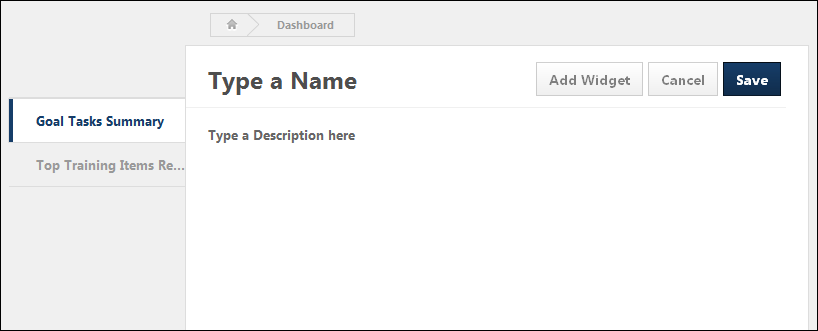 Dashboard
Type a Name
Add Widget
Cancel
Save
Goal Tasks Summary
Type a Description here
Top Training Items Re...